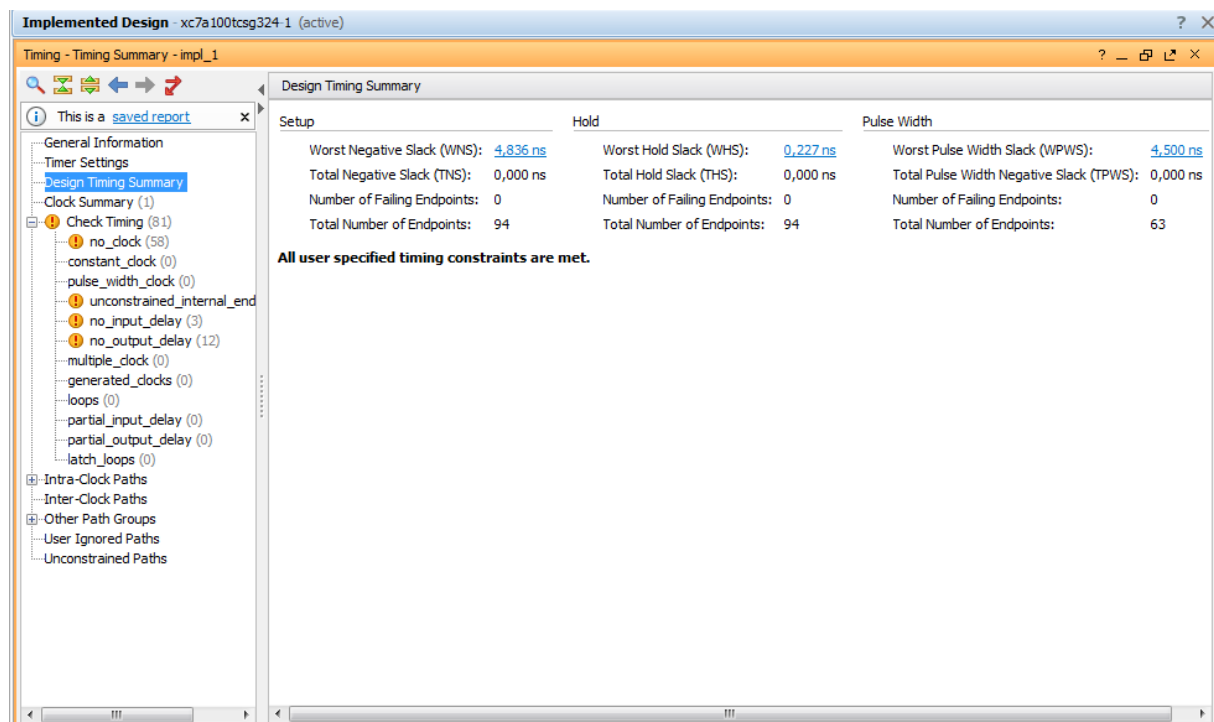 Implemented Design - xc7a100tcsg324-1 (active)
Timing - Timing Summary - impl_1
This is a saved report
General Information
Timer Settings
Design Timing Summary
Clock Summary (1)
Check Timing (81)
no_clock (58)
constant_clock (0)
pulse_width_clock (0)
unconstrained_internal_end
no_input_delay (3)
no_output_delay (12)
multiple_clock (0)
generated_clocks (0)
loops (0)
partial_input_delay (0)
partial_output_delay (0)
latch_loops (0)
Intra-Clock Paths
Inter-Clock Paths
Other Path Groups
User Ignored Paths
Unconstrained Paths
Design Timing Summary
Setup
Worst Negative Slack (WNS): 4,836 ns
Total Negative Slack (TNS): 0,000 ns
Number of Failing Endpoints: 0
Total Number of Endpoints: 94
Hold
Worst Hold Slack (WHS): 0,227 ns
Total Hold Slack (THS): 0,000 ns
Number of Failing Endpoints: 0
Total Number of Endpoints: 94
Pulse Width
Worst Pulse Width Slack (WPWS): 4,500 ns
Total Pulse Width Negative Slack (TPWS): 0,000 ns
Number of Failing Endpoints: 0
Total Number of Endpoints: 63
All user specified timing constraints are met.